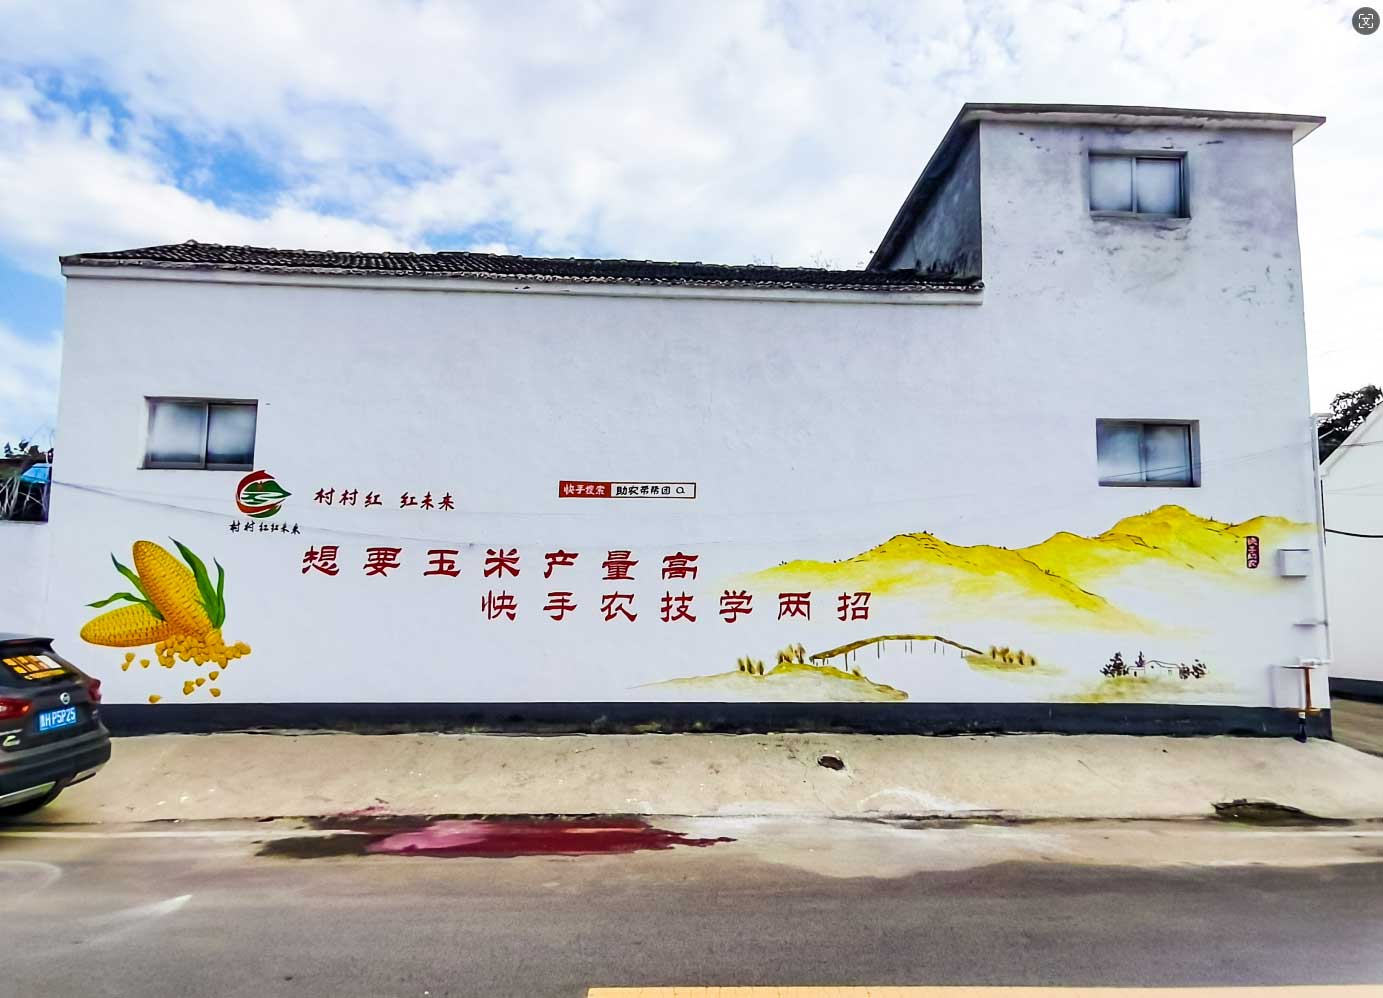 村村红 红未来
快手搜索 助农帮帮团
村村红红未来
想要玉米产量高
快手农技学两招
HP5P25